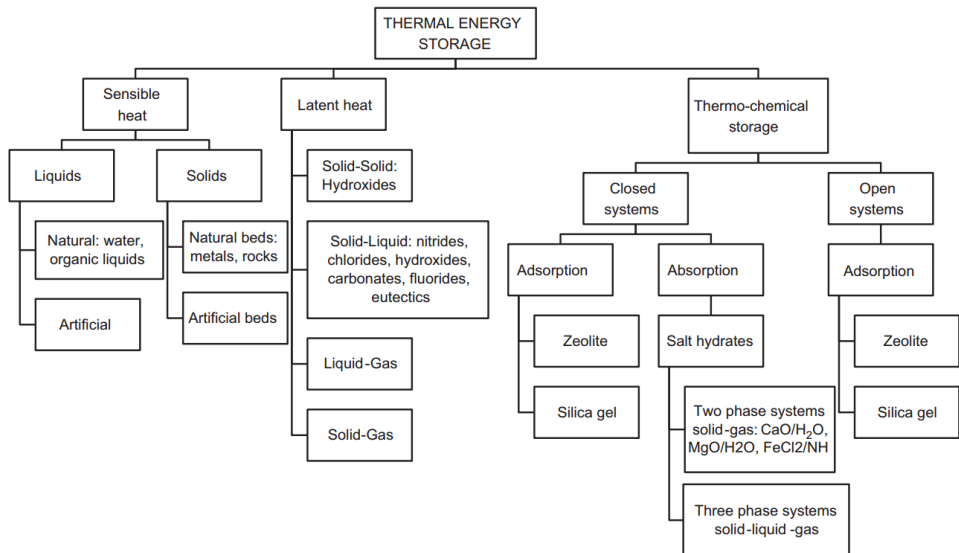 THERMAL ENERGY
STORAGE
Sensible
heat
Latent heat
Thermo-chemical
storage
Liquids
Solids
Solid-Solid:
Hydroxides
Closed
systems
Open
systems
Natural: water,
organic liquids
Natural beds:
metals, rocks
Solid-Liquid: nitrides,
chlorides, hydroxides,
carbonates, fluorides,
eutectics
Adsorption
Absorption
Adsorption
Artificial
Artificial beds
Zeolite
Salt hydrates
Zeolite
Liquid-Gas
Silica gel
Two phase systems
solid-gas: CaO/H₂O,
MgO/H2O, FeCl2/NH
Silica gel
Solid-Gas
Three phase systems
solid-liquid -gas